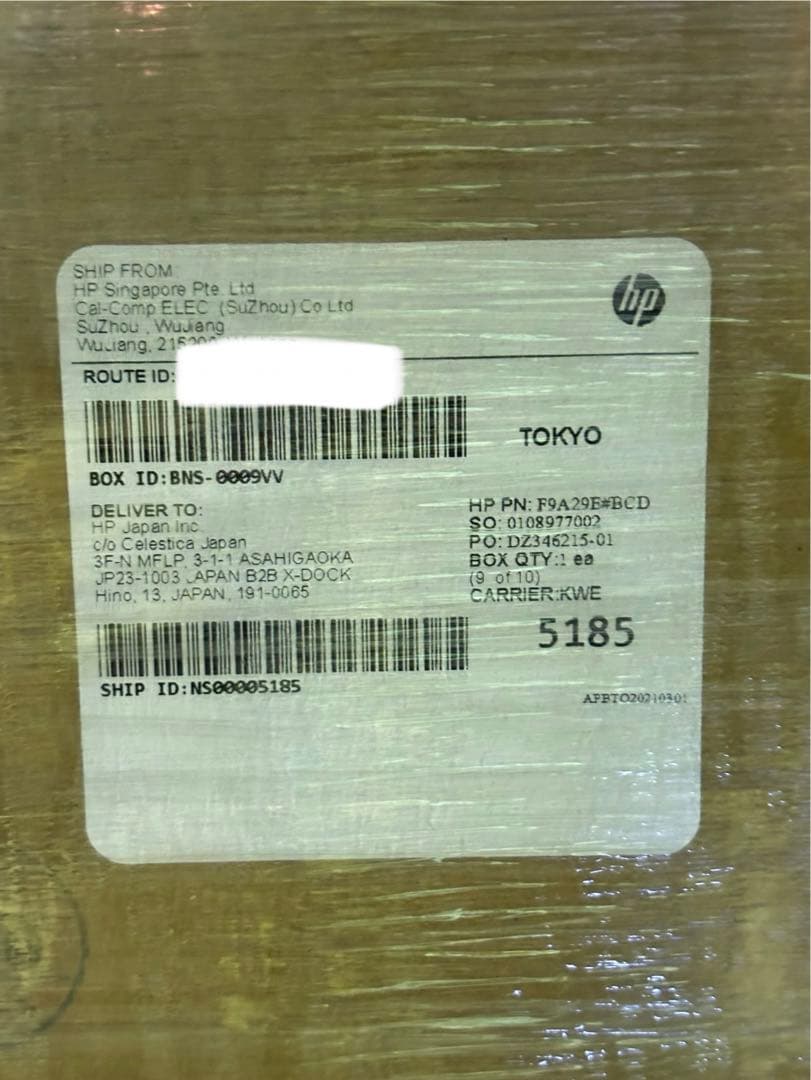 SHIP FROM
HP Singapore Pte. Ltd
Cal-Comp ELEC (SuZhou) Co Ltd
SuZhou , WuJiang
WuJiang,
hp
ROUTE ID:
TOKYO
BOX ID:BNS-0009VV
DELIVER TO:
HP Japan Inc.
c/o Celestica Japan
3F-N MFLP, 3-1-1 ASAHIGAOKA
JP23-1003 JAPAN B2B X-DOCK
Hino, 13, JAPAN, 191-0065
HP PN: F9A29E#BCD
SO: 0108977002
PO: DZ346215-01
BOX QTY:1 ea
(9 of 10)
CARRIER:KWE
5185
SHIP ID:NS00005185
APBTO20210301